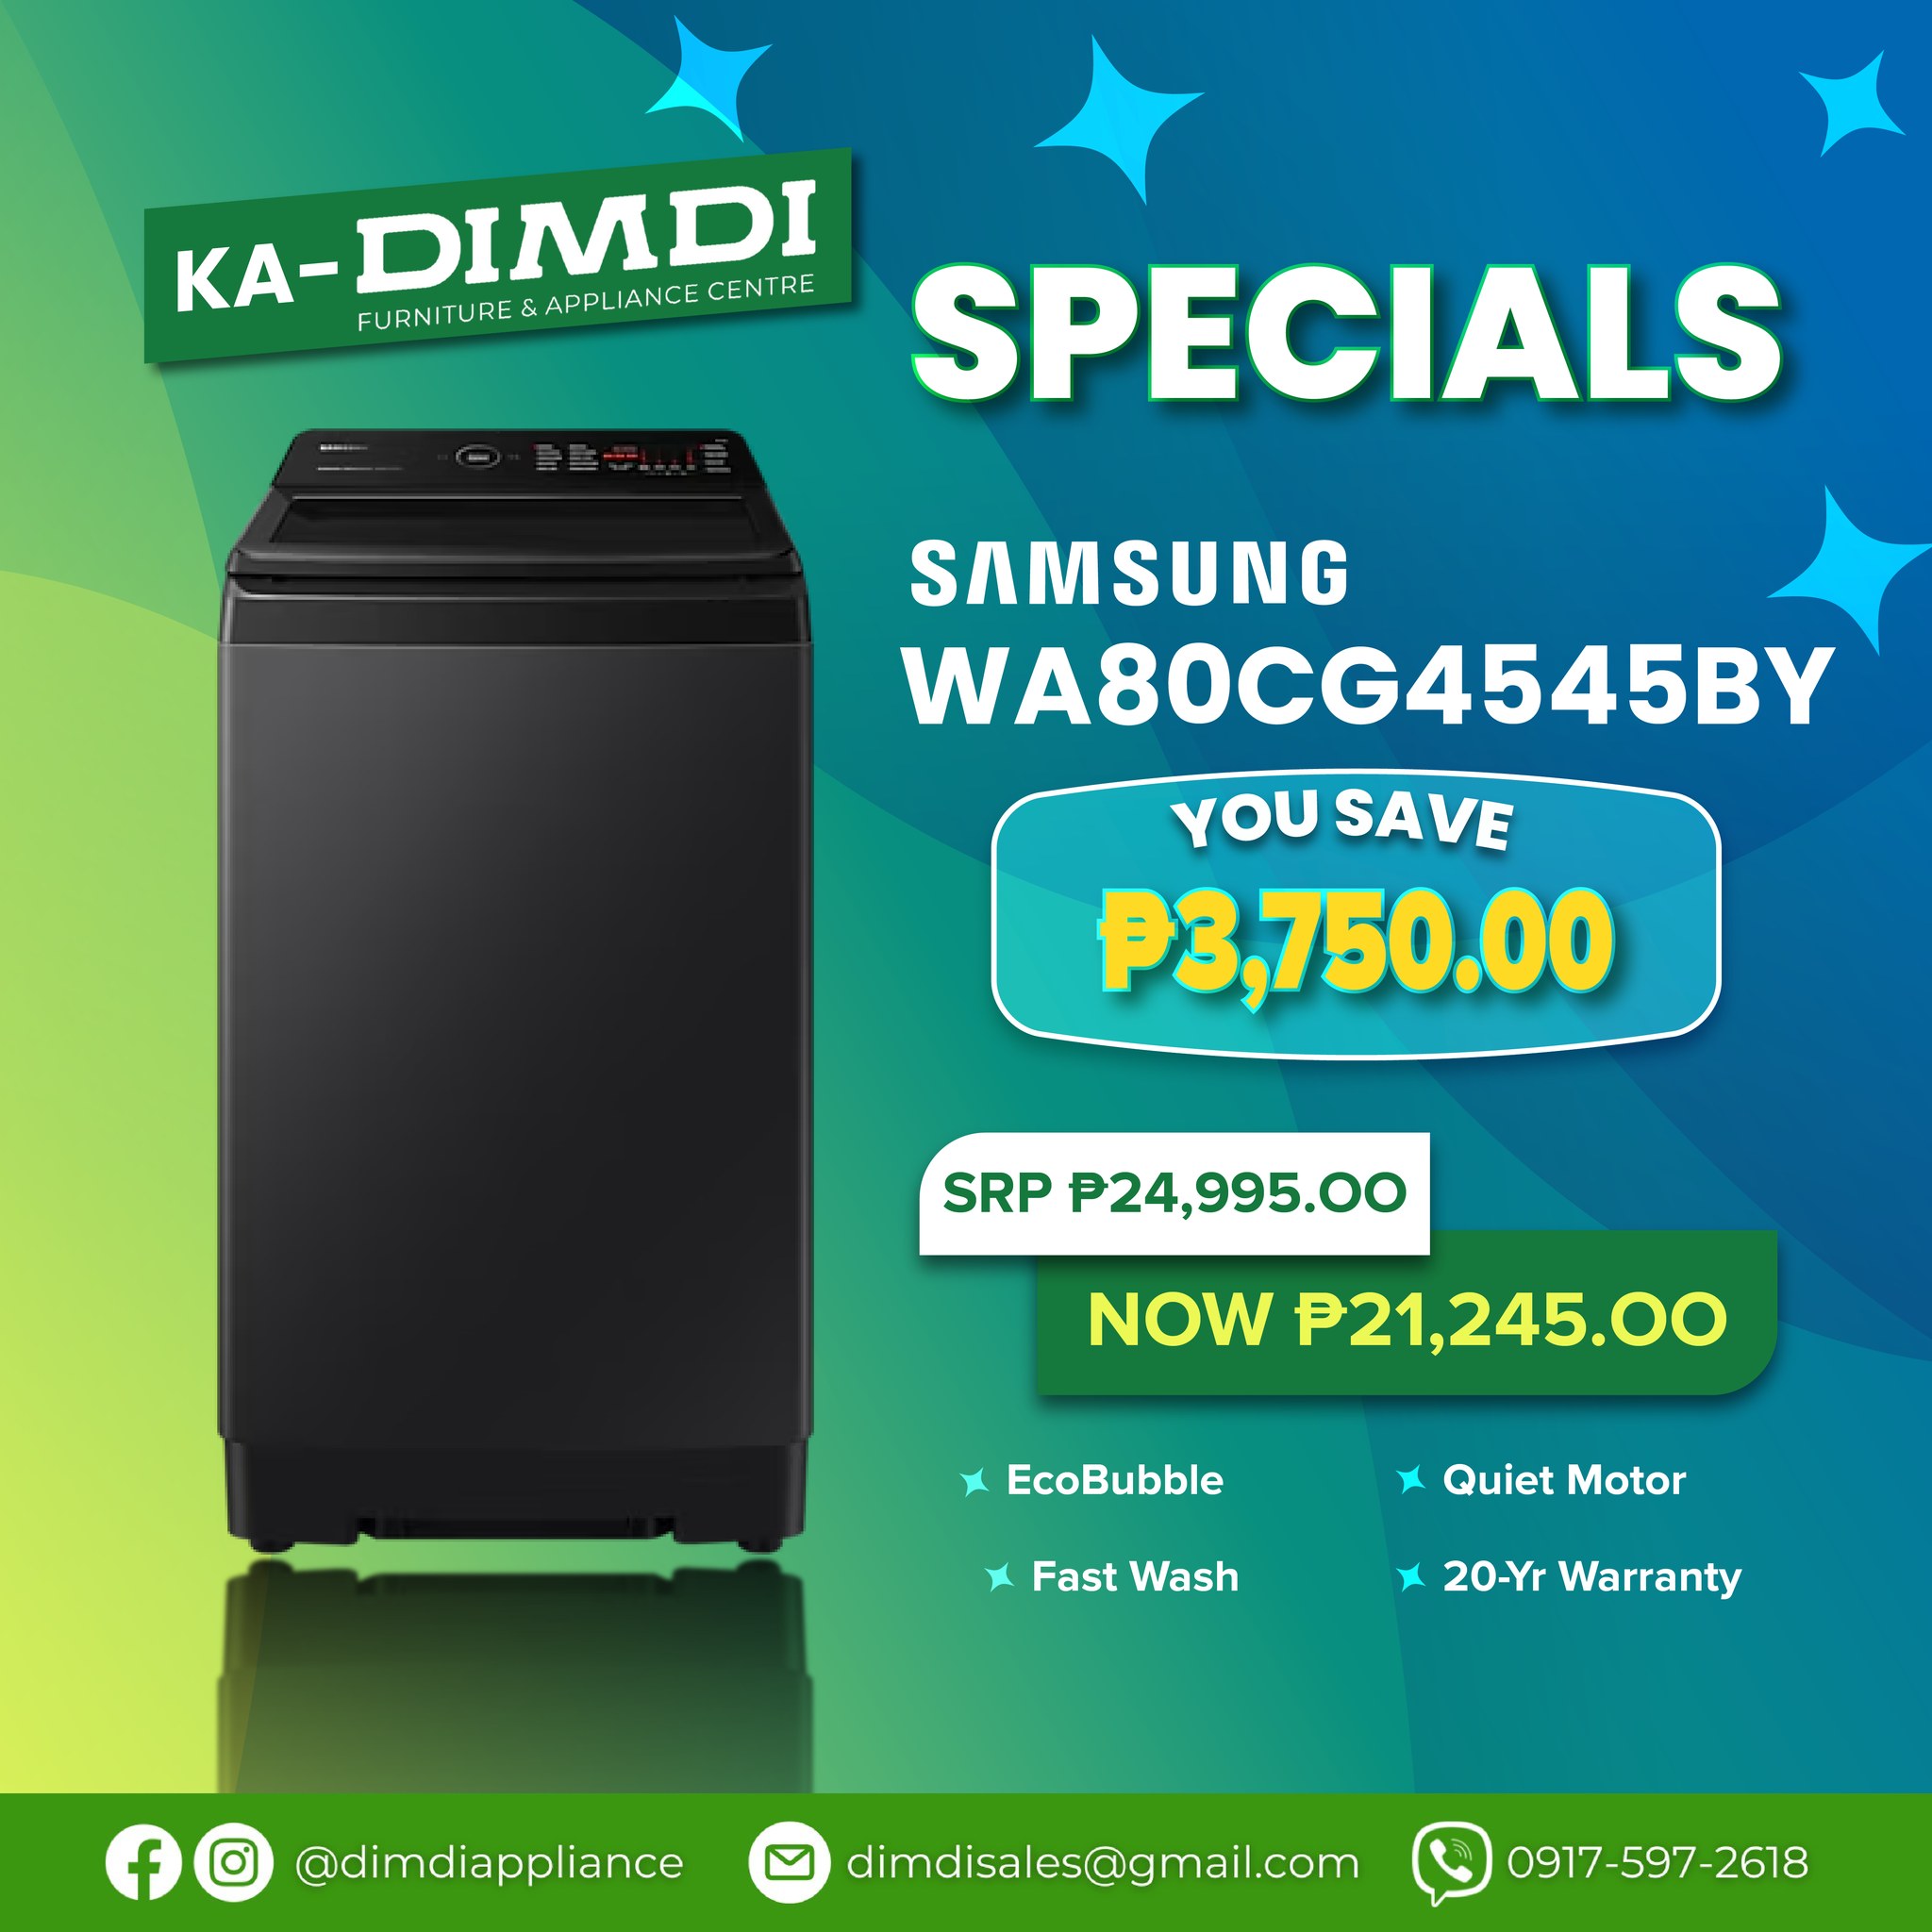 KA-DIMDI
FURNITURE & APPLIANCE CENTRE
SPECIALS
SAMSUNG
WA80CG4545BY
YOU SAVE
₱3,750.00
SRP ₱24,995.00
NOW ₱21,245.00
EcoBubble
Quiet Motor
Fast Wash
20-Yr Warranty
@dimdiappliance
dimdisales@gmail.com
0917-597-2618